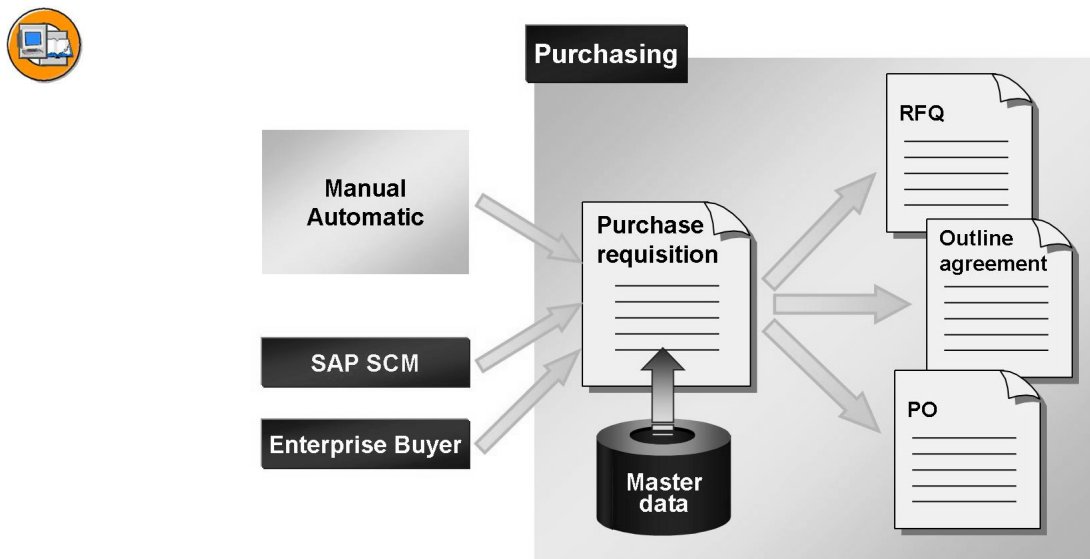 Purchasing
Manual
Automatic
SAP SCM
Enterprise Buyer
Purchase
requisition
Master
data
RFQ
Outline
agreement
PO